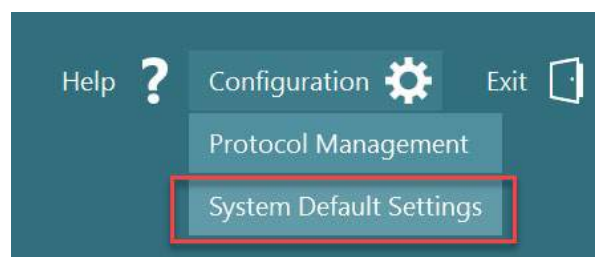 Help ? Configuration Exit
Protocol Management
System Default Settings